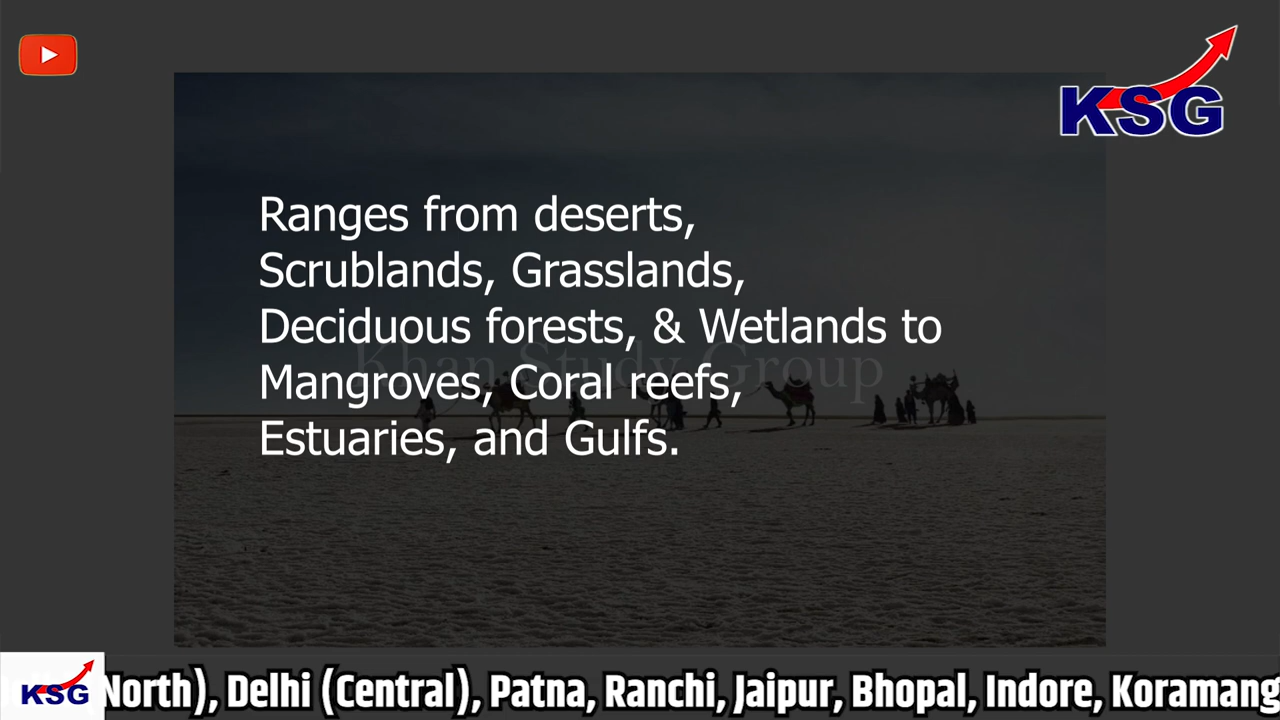 KSG
Ranges from deserts,
Scrublands, Grasslands,
Deciduous forests, & Wetlands to
Khan Study Group
Mangroves, Coral reefs,
Estuaries, and Gulfs.
KSG
North), Delhi (Central), Patna, Ranchi, Jaipur, Bhopal, Indore, Koramang